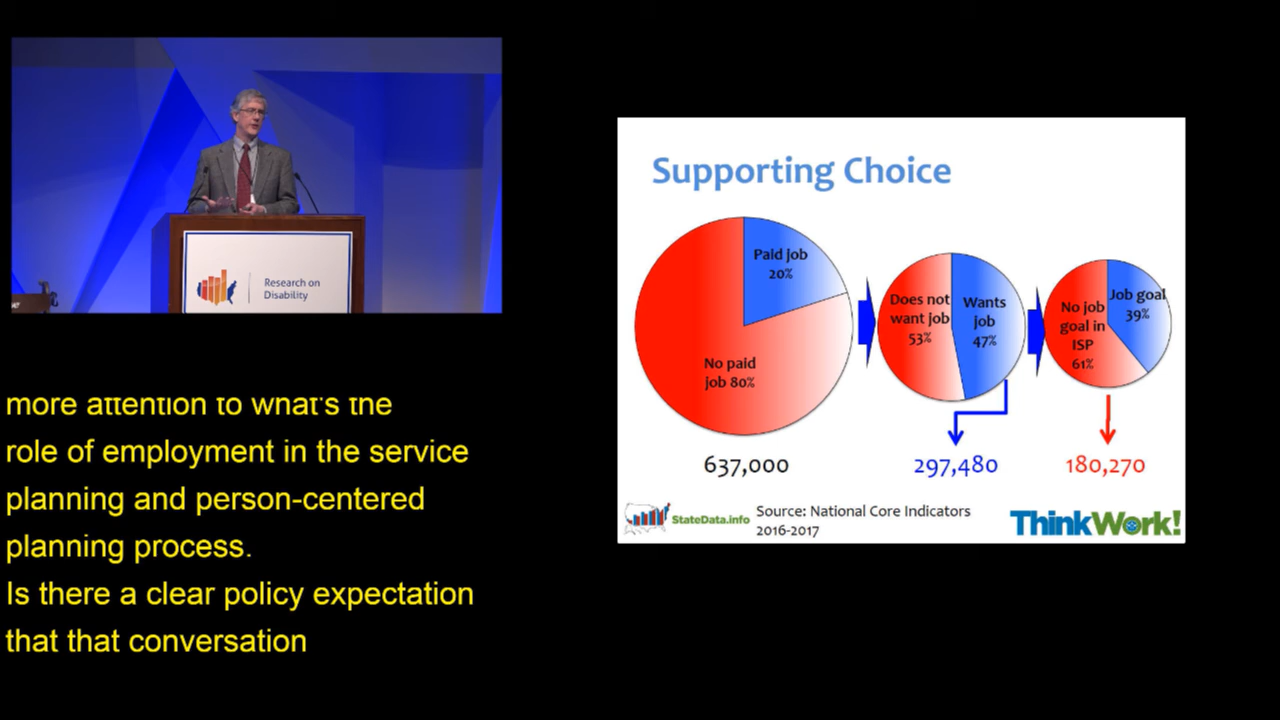 Research on
Disability
more attention to what's the
role of employment in the service
planning and person-centered
planning process.
Is there a clear policy expectation
that that conversation
Supporting Choice
Paid job
20%
No paid
job 80%
Does not
want job
53%
Wants
job
47%
No job
goal in
ISP
61%
Job goal
39%
637,000
297,480
180,270
StateData.info
Source: National Core Indicators
2016-2017
ThinkWork!